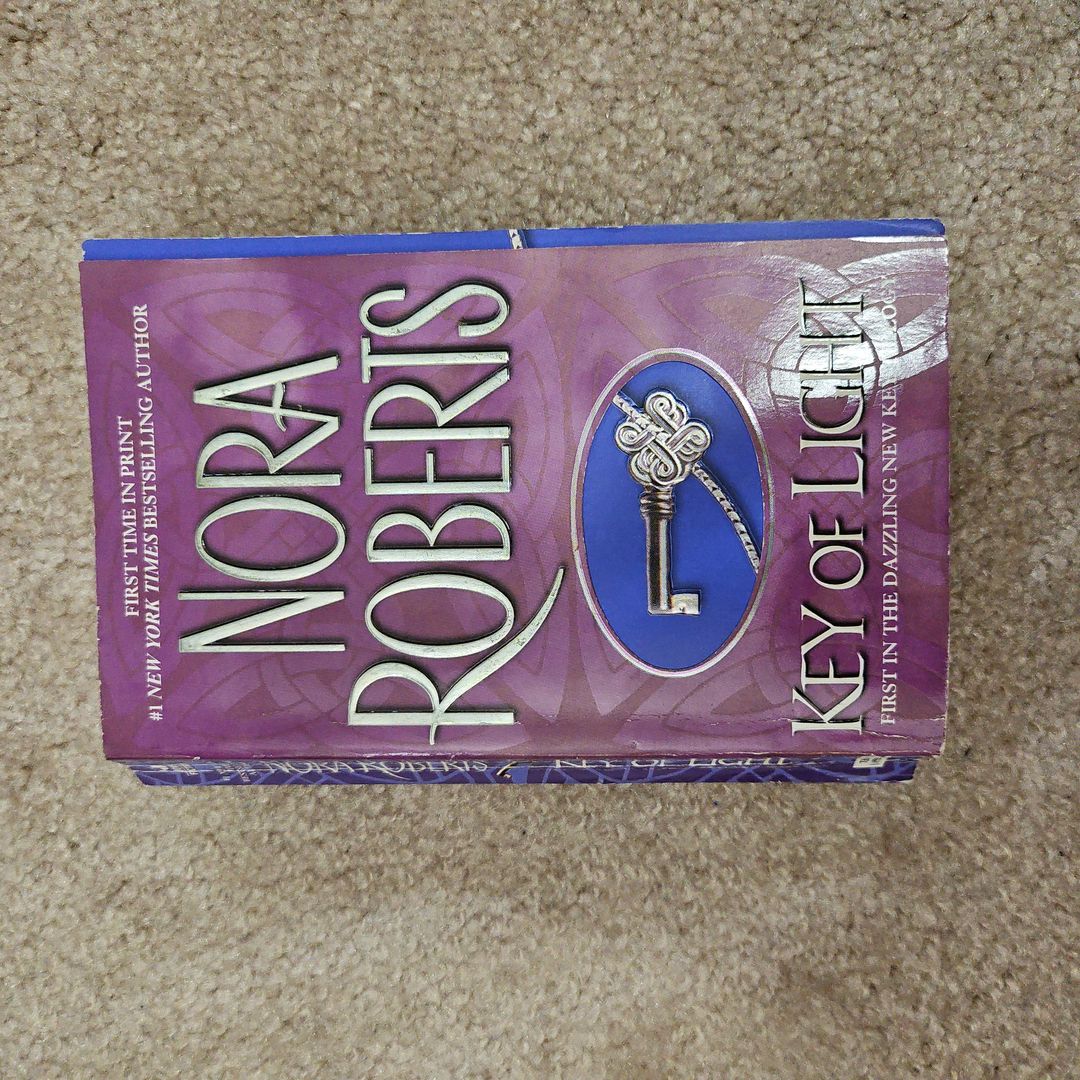 FIRST TIME IN PRINT
#1 NEW YORK TIMES BESTSELLING AUTHOR
NORA
ROBERTS
KEY OF LIGHT
FIRST IN THE DAZZLING NEW KEY
NORA ROBERTS
KEY OF LIGHT